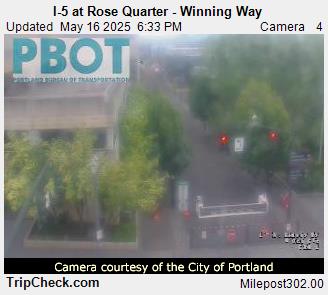 I-5 at Rose Quarter - Winning Way
Updated May 16 2025 6:33 PM Camera 4
PBOT
PORTLAND BUREAU OF TRANSPORTATION
Camera courtesy of the City of Portland
TripCheck.com Milepost302.00